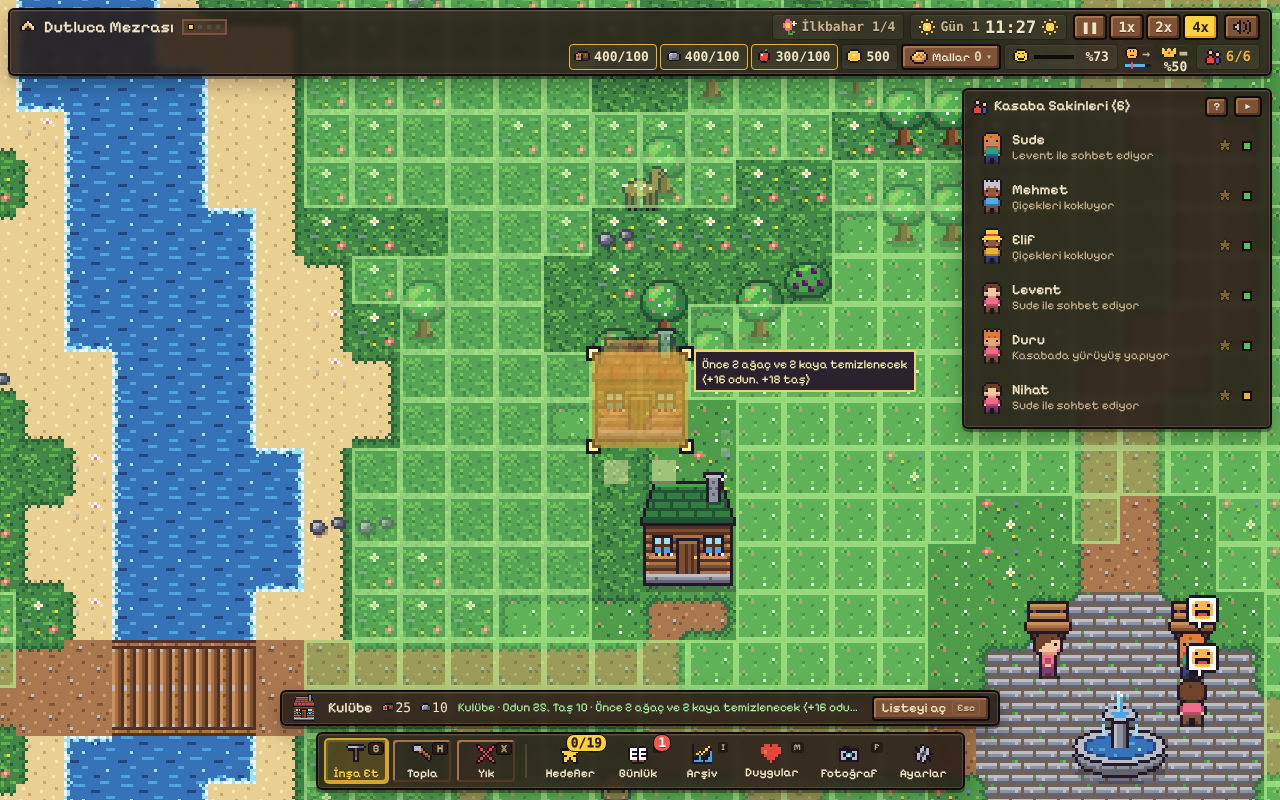 Dutluca Mezrası
İlkbahar 1/4
Gün 1 11:27
1x
2x
4x
400/100
400/100
300/100
500
Mallar 0
%73
%50
6/6
Kasaba Sakinleri (6)
?
Sude
Levent ile sohbet ediyor
Mehmet
Çiçekleri kokluyor
Elif
Çiçekleri kokluyor
Levent
Sude ile sohbet ediyor
Duru
Kasabada yürüyüş yapıyor
Nihat
Sude ile sohbet ediyor
Önce 2 ağaç ve 2 kaya temizlenecek
(+16 odun, +18 taş)
Kulübe 25 10 Kulübe · Odun 25, Taş 10 · Önce 2 ağaç ve 2 kaya temizlenecek (+16 odu…
Listeyi aç Esc
B
İnşa Et
H
Topla
X
Yık
0/19
Hedefler
1
Günlük
I
Arşiv
M
Duygular
F
Fotoğraf
Ayarlar